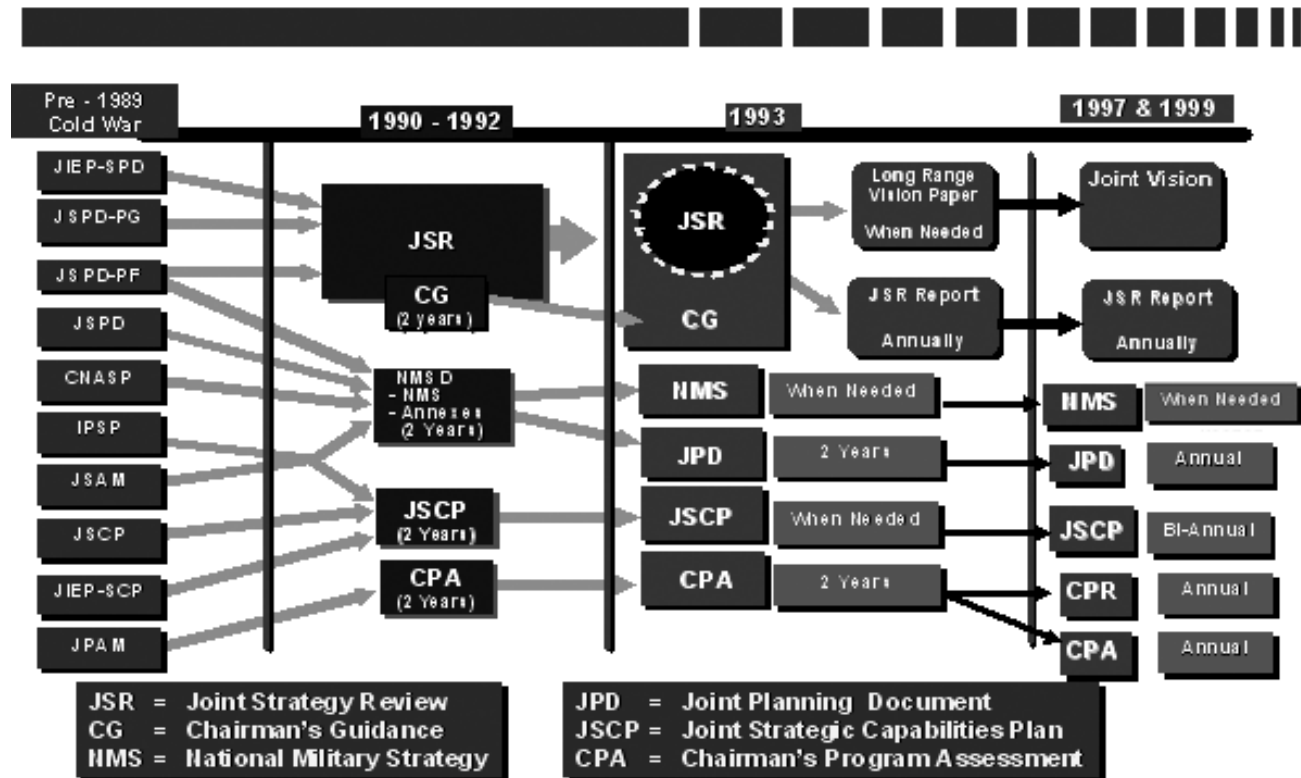 Pre - 1989
Cold War
1990 - 1992
1993
1997 & 1999
JIEP-SPD
JSPD-PG
JSPD-PF
JSPD
CNASP
IPSP
JSAM
JSCP
JIEP-SCP
JPAM
JSR
CG
(2 years)
NMSD
- NMS
- Annexes
(2 Years)
JSCP
(2 Years)
CPA
(2 Years)
JSR
CG
Long Range
Vision Paper
When Needed
JSR Report
Annually
NMS
When Needed
JPD
2 Years
JSCP
When Needed
CPA
2 Years
Joint Vision
JSR Report
Annually
NMS
When Needed
JPD
Annual
JSCP
BI-Annual
CPR
Annual
CPA
Annual
JSR = Joint Strategy Review
CG = Chairman's Guidance
NMS = National Military Strategy
JPD = Joint Planning Document
JSCP = Joint Strategic Capabilities Plan
CPA = Chairman's Program Assessment